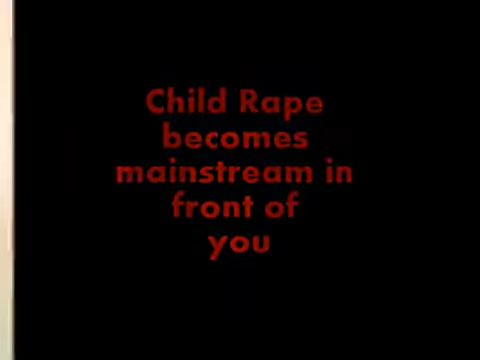 Child Rape
becomes
mainstream in
front of
you